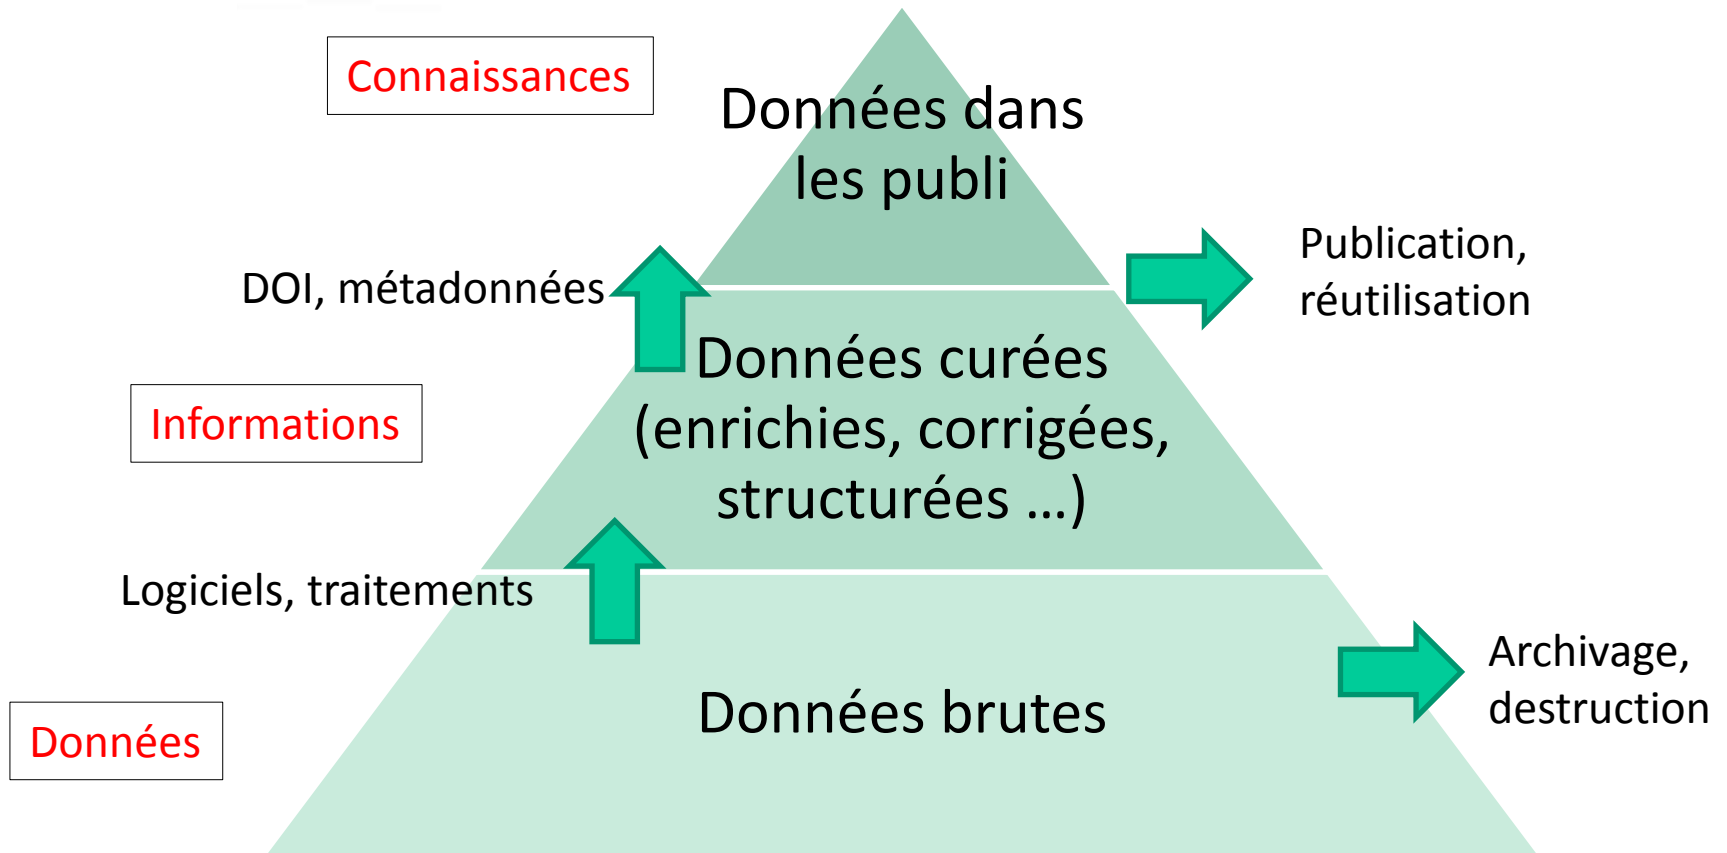 Connaissances
Données dans
les publi
DOI, métadonnées
Publication,
réutilisation
Informations
Données curées
(enrichies, corrigées,
structurées ...)
Logiciels, traitements
Données
Données brutes
Archivage,
destruction